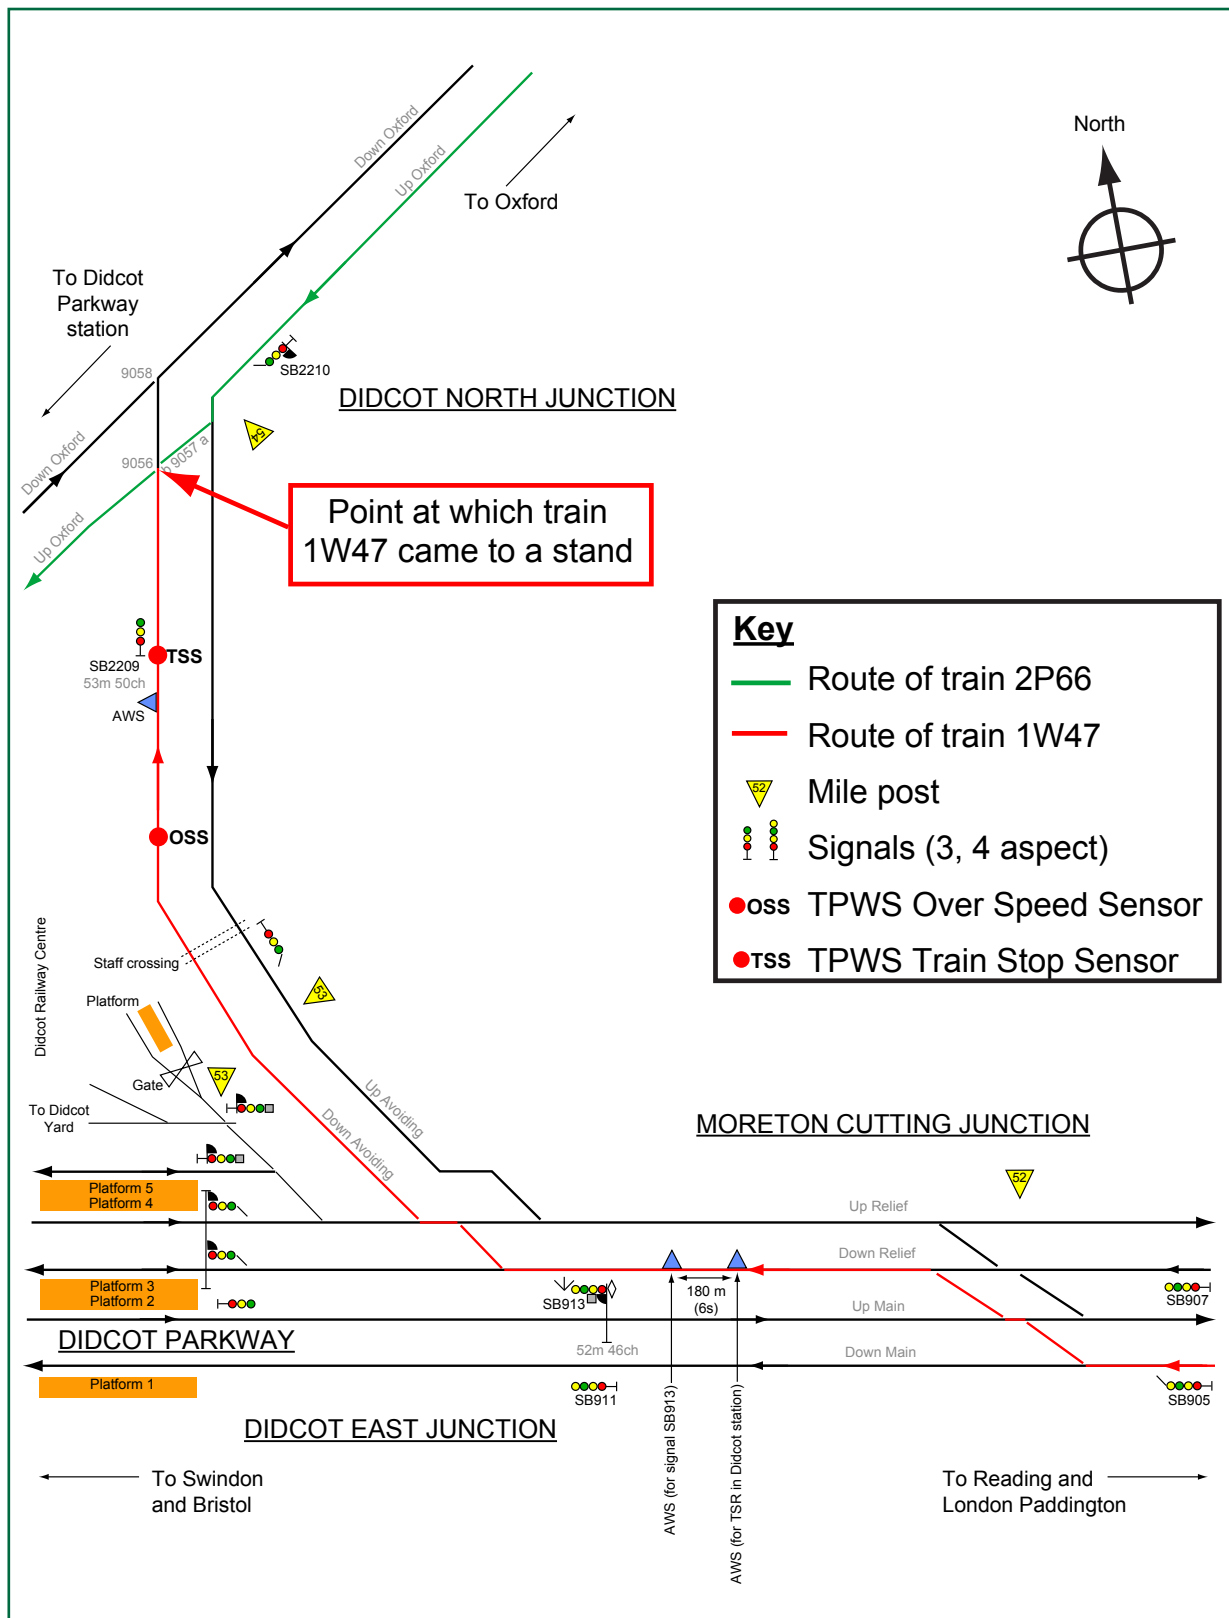 Down Oxford
Up Oxford
To Oxford
North
To Didcot
Parkway
station
SB2210
9058
DIDCOT NORTH JUNCTION
54
Down Oxford
9056
b 9057 a
Up Oxford
Point at which train
1W47 came to a stand
SB2209
53m 50ch
TSS
AWS
OSS
Key
Route of train 2P66
Route of train 1W47
52
Mile post
Signals (3, 4 aspect)
OSS
TPWS Over Speed Sensor
TSS
TPWS Train Stop Sensor
Staff crossing
53
Didcot Railway Centre
Platform
Gate
53
To Didcot
Yard
Up Avoiding
Down Avoiding
MORETON CUTTING JUNCTION
52
Platform 5
Platform 4
Up Relief
Down Relief
Platform 3
Platform 2
SB913
180 m
(6s)
SB907
Up Main
DIDCOT PARKWAY
52m 46ch
Down Main
Platform 1
SB911
SB905
DIDCOT EAST JUNCTION
AWS (for signal SB913)
AWS (for TSR in Didcot station)
To Swindon
and Bristol
To Reading and
London Paddington